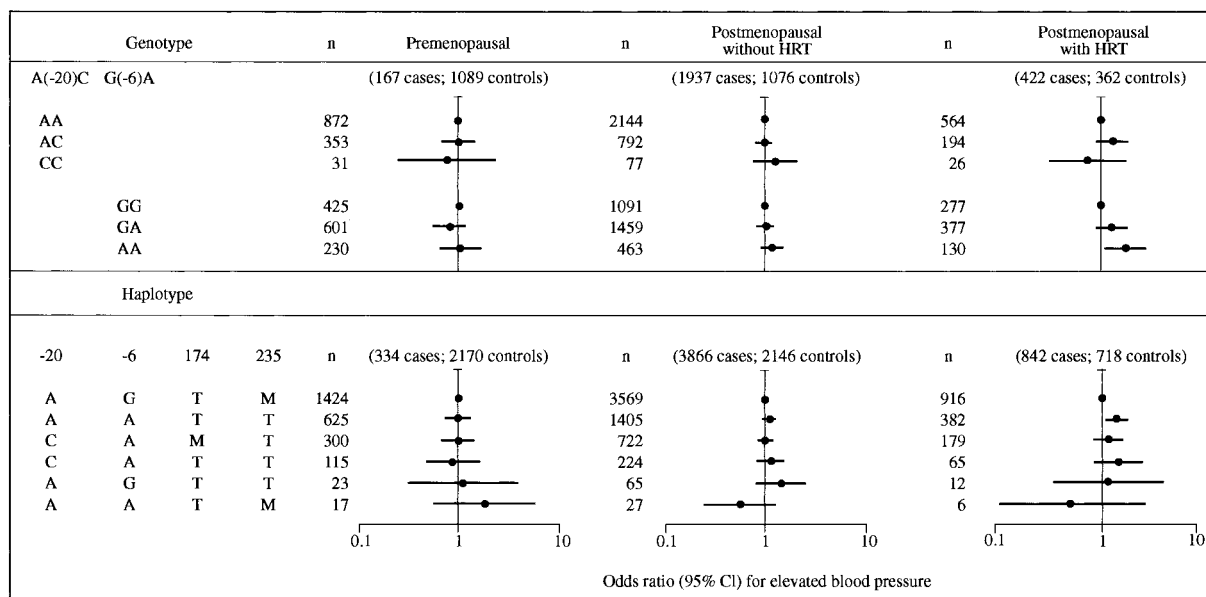 Genotype n Premenopausal n Postmenopausal without HRT n Postmenopausal with HRT
A(-20)C G(-6)A (167 cases; 1089 controls) (1937 cases; 1076 controls) (422 cases; 362 controls)
AA 872 2144 564
AC 353 792 194
CC 31 77 26
GG 425 1091 277
GA 601 1459 377
AA 230 463 130
Haplotype
-20 -6 174 235 n (334 cases; 2170 controls) n (3866 cases; 2146 controls) n (842 cases; 718 controls)
A G T M 1424 3569 916
A A T T 625 1405 382
C A M T 300 722 179
C A T T 115 224 65
A G T T 23 65 12
A A T M 17 27 6
0.1 1 10 0.1 1 10 0.1 1 10
Odds ratio (95% CI) for elevated blood pressure